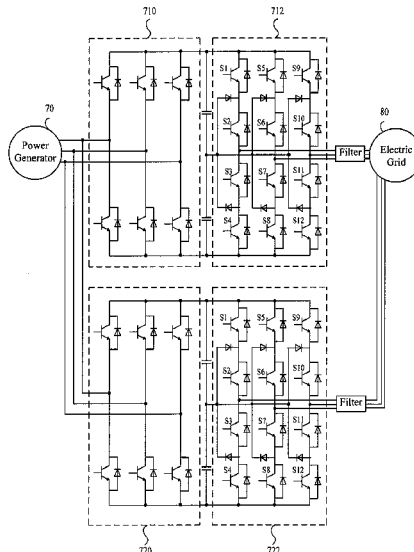 710
712
70
80
Power
Generator
S1
S5
S9
S2
S6
S10
S3
S7
S11
S4
S8
S12
Filter
Electric
Grid
S1
S5
S9
S2
S6
S10
S3
S7
S11
S4
S8
S12
Filter
720
722